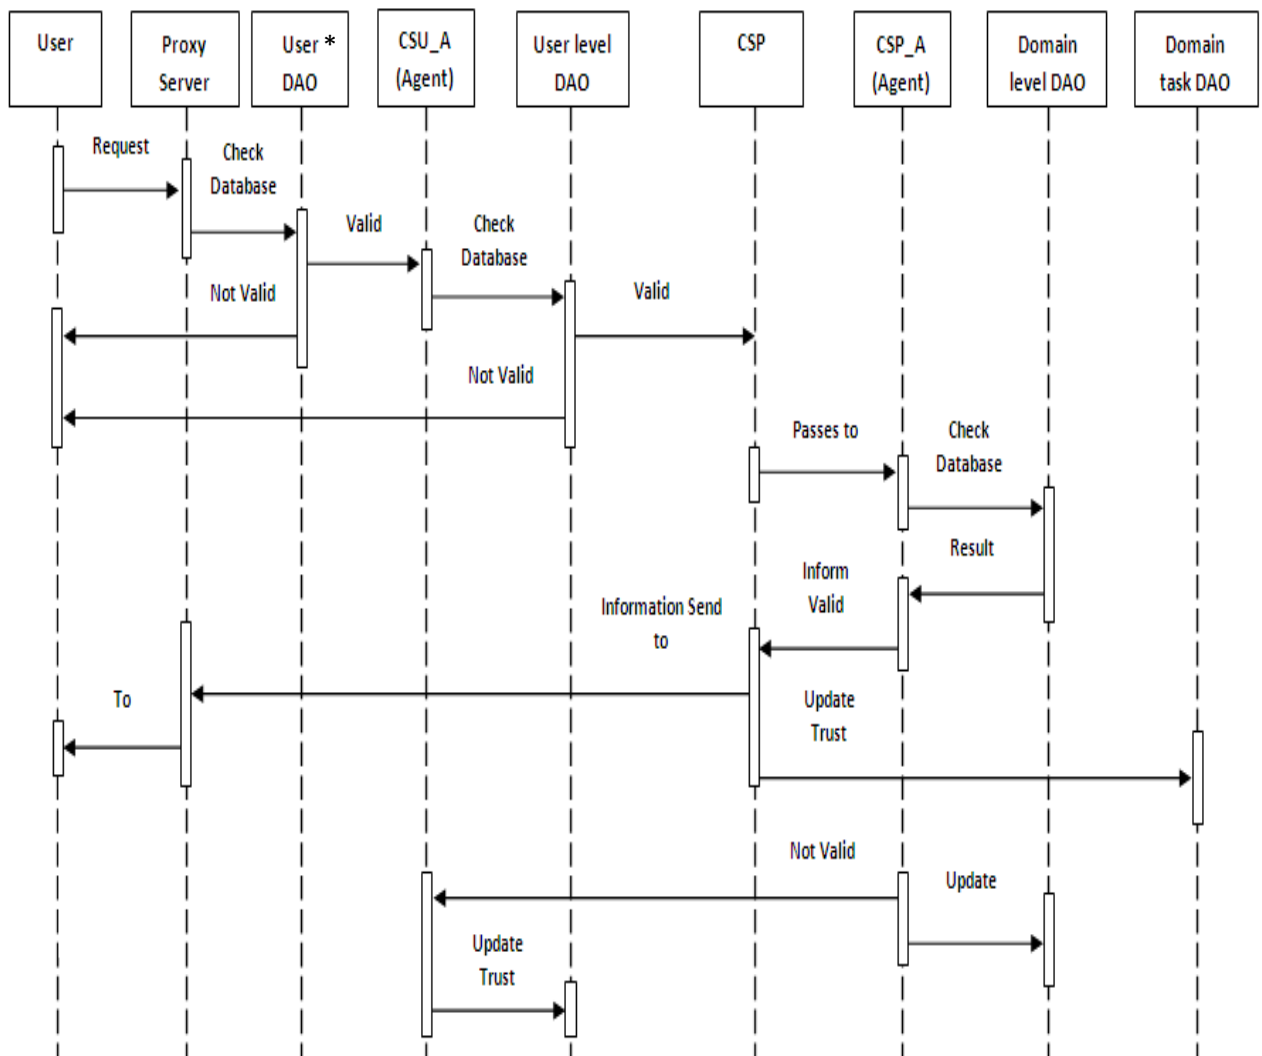 User
Proxy
Server
User *
DAO
CSU_A
(Agent)
User level
DAO
CSP
CSP_A
(Agent)
Domain
level DAO
Domain
task DAO
Request
Check
Database
Valid
Check
Database
Not Valid
Valid
Not Valid
Passes to
Check
Database
Result
Inform
Valid
Information Send
to
To
Update
Trust
Not Valid
Update
Update
Trust